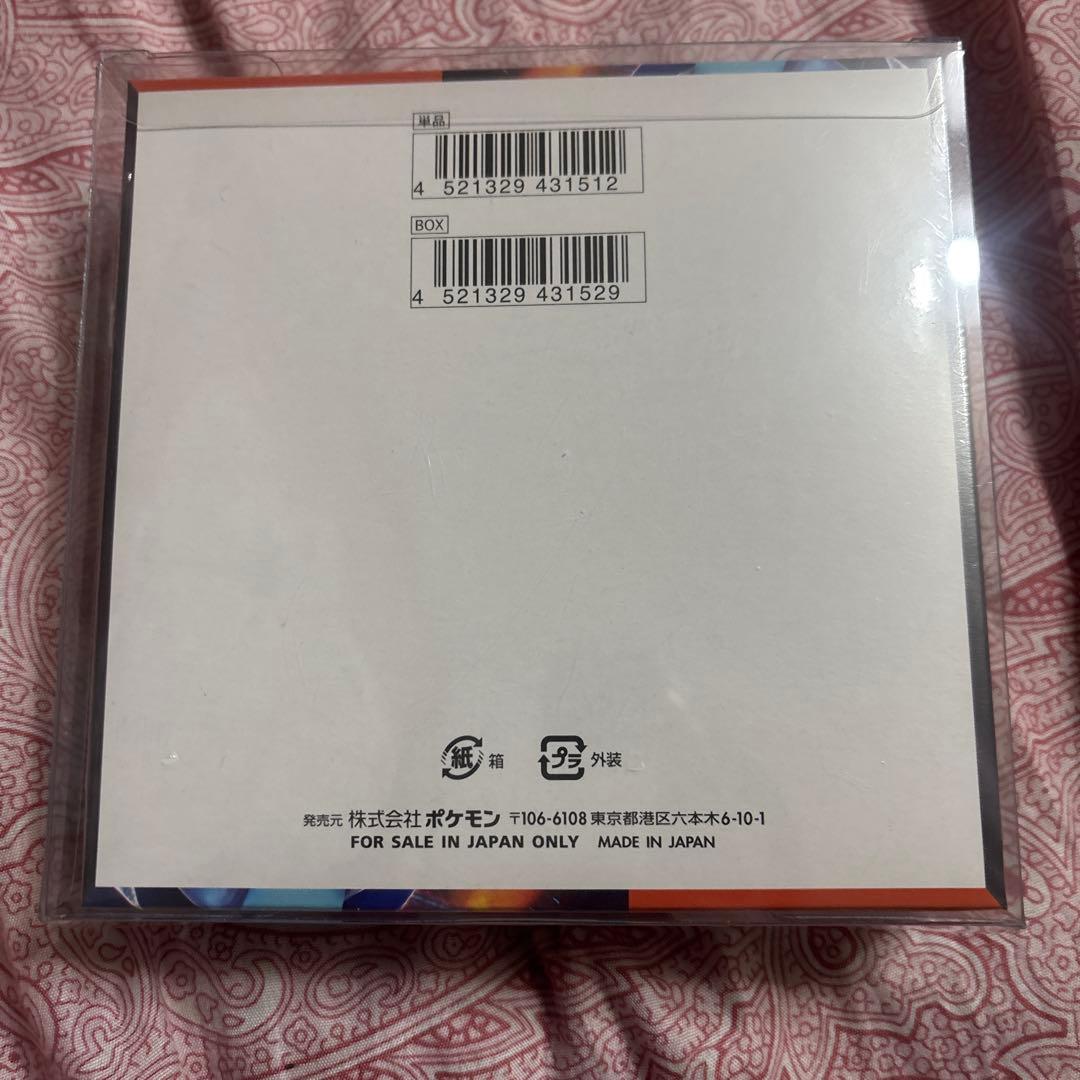 単品
4 521329 431512
BOX
4 521329 431529
紙 箱 プラ 外装
発売元 株式会社 ポケモン 〒106-6108 東京都港区六本木6-10-1
FOR SALE IN JAPAN ONLY MADE IN JAPAN